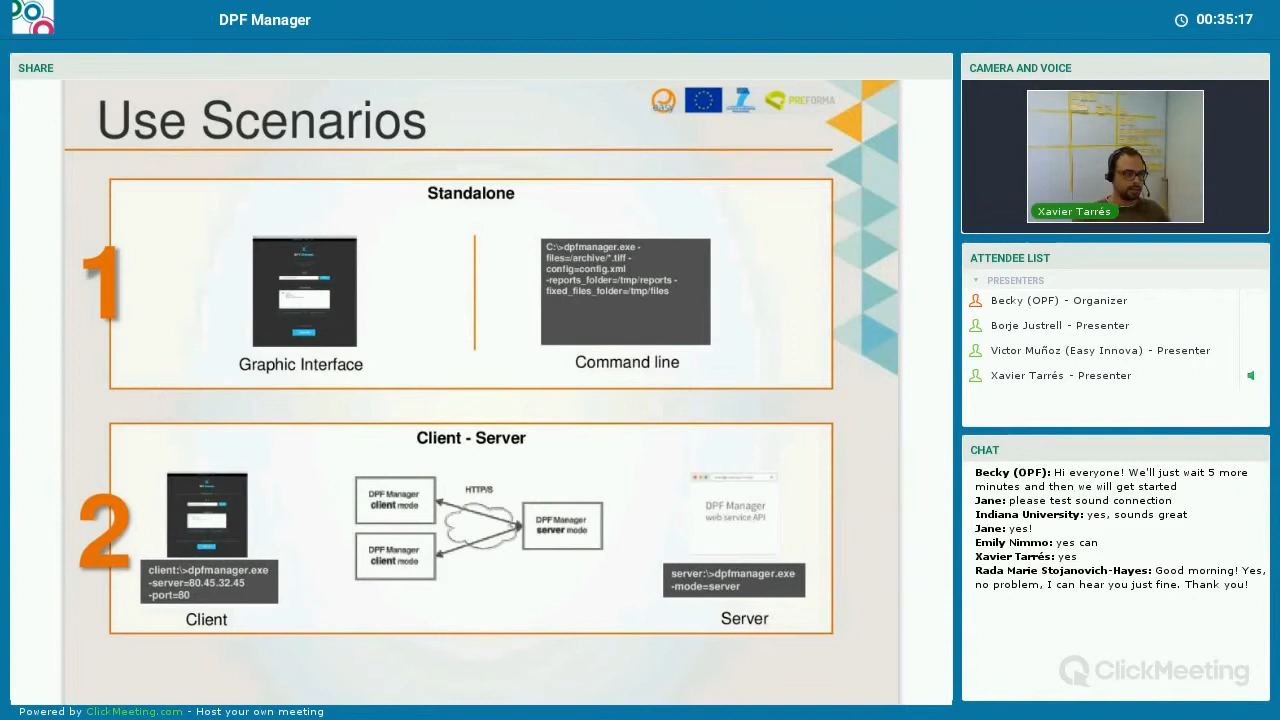 DPF Manager
00:35:17
SHARE
Use Scenarios
easy
PREFORMA
1
Standalone
C:\>dpfmanager.exe -
files=/archive/*.tiff -
config=config.xml
-reports_folder=/tmp/reports -
fixed_files_folder=/tmp/files
Graphic Interface
Command line
2
Client - Server
DPF Manager
client mode
HTTP/S
DPF Manager
server mode
DPF Manager
client mode
DPF Manager
web service API
client:\>dpfmanager.exe
-server=80.45.32.45
-port=80
server:\>dpfmanager.exe
-mode=server
Client
Server
CAMERA AND VOICE
Xavier Tarrés
ATTENDEE LIST
PRESENTERS
Becky (OPF) - Organizer
Borje Justrell - Presenter
Victor Muñoz (Easy Innova) - Presenter
Xavier Tarrés - Presenter
CHAT
Becky (OPF): Hi everyone! We'll just wait 5 more
minutes and then we will get started
Jane: please test sound connection
Indiana University: yes, sounds great
Jane: yes!
Emily Nimmo: yes can
Xavier Tarrés: yes
Rada Marie Stojanovich-Hayes: Good morning! Yes,
no problem, I can hear you just fine. Thank you!
ClickMeeting
Powered by ClickMeeting.com - Host your own meeting